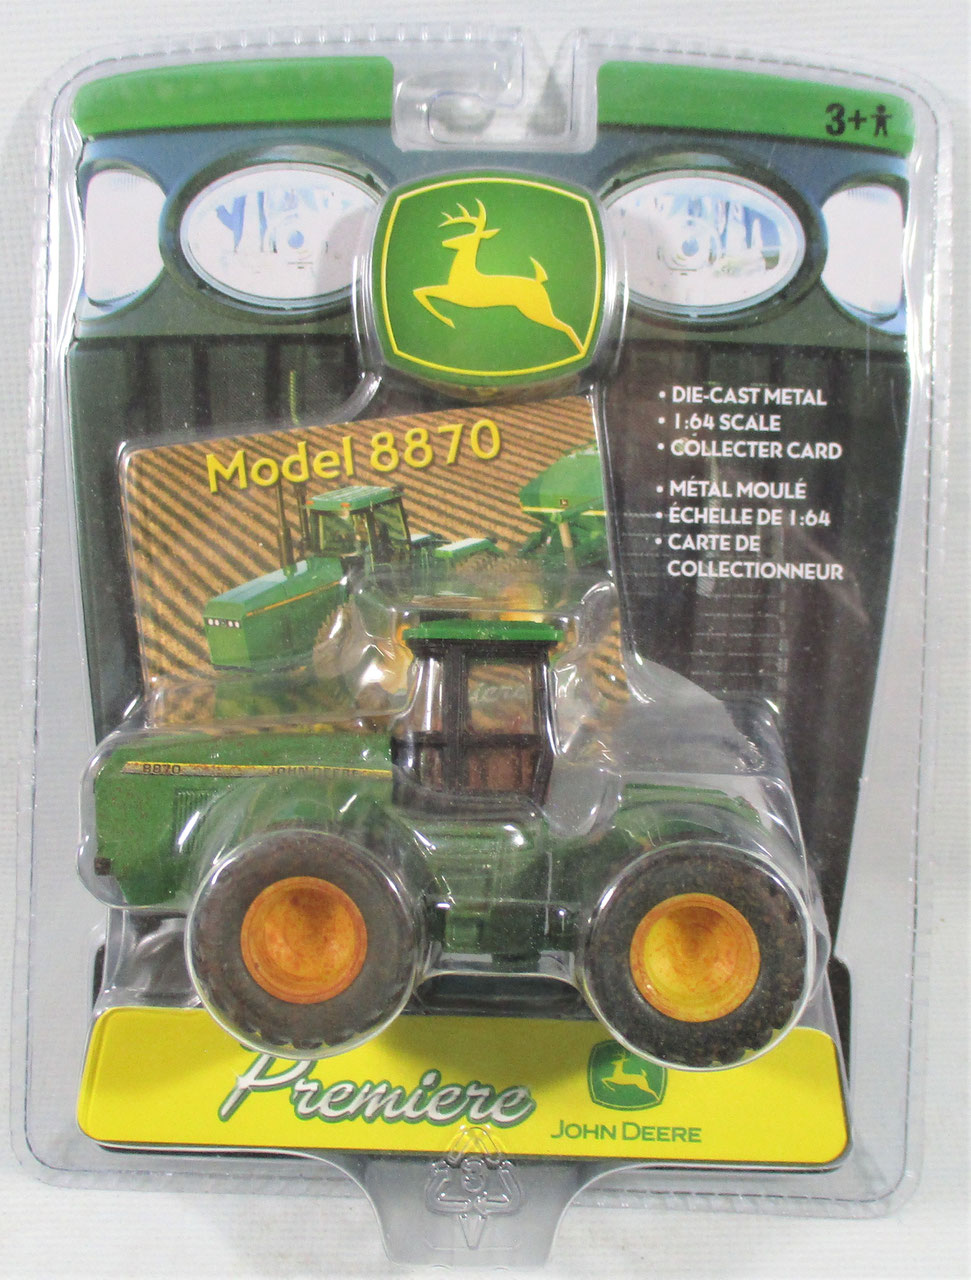 3+
Model 8870
• DIE-CAST METAL
• 1:64 SCALE
• COLLECTER CARD
• MÉTAL MOULÉ
• ÉCHELLE DE 1:64
• CARTE DE
COLLECTIONNEUR
8870
JOHN DEERE
Premiere
JOHN DEERE